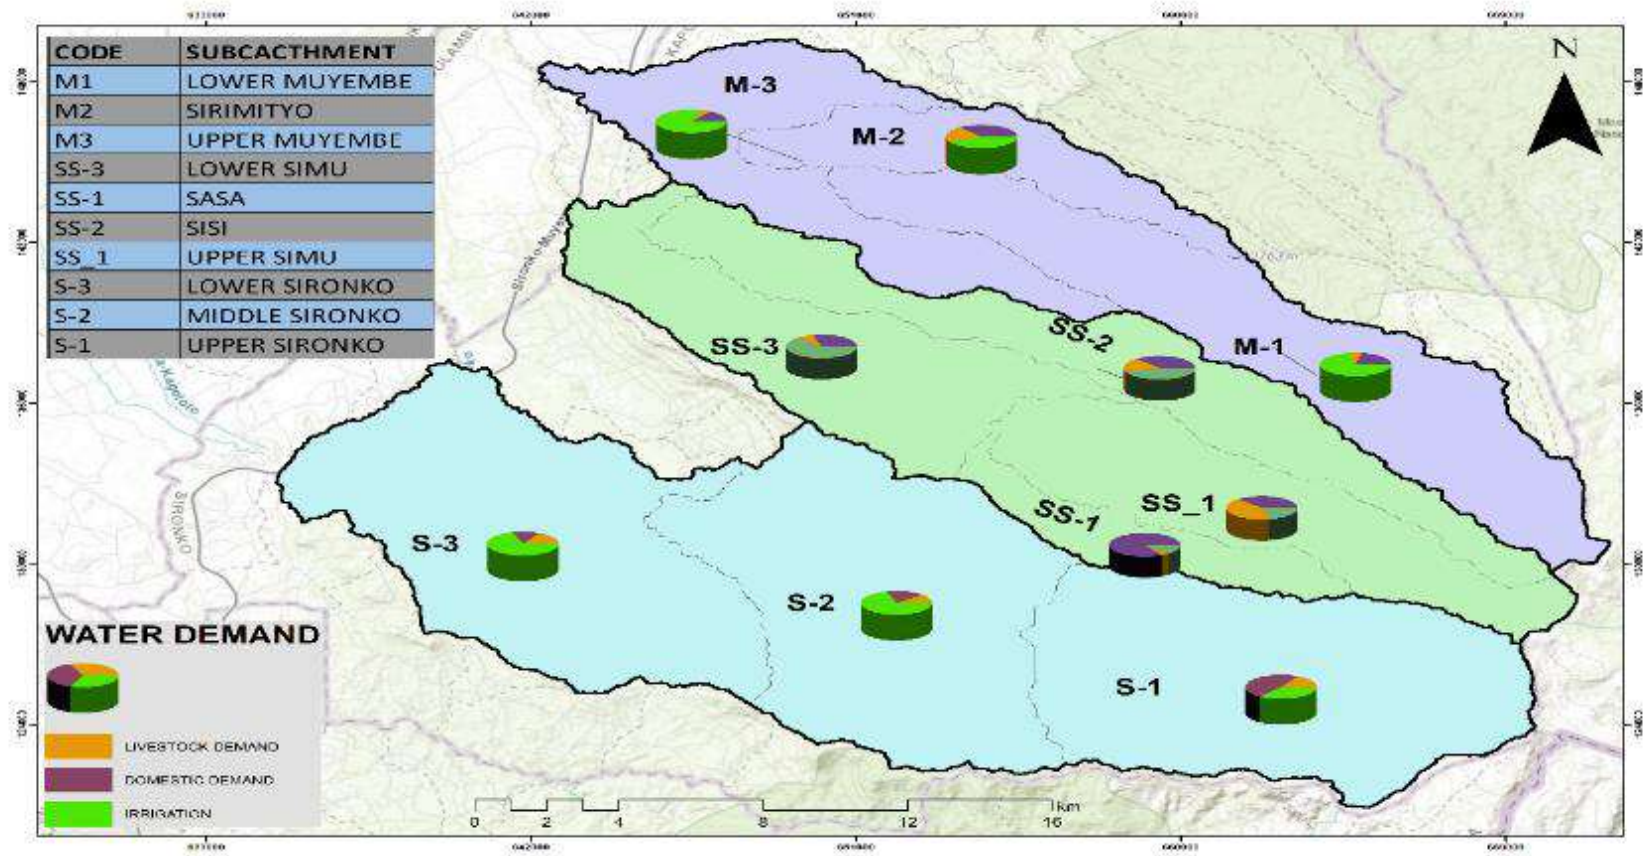 CODE SUBCACTHMENT
M1 LOWER MUYEMBE
M2 SIRIMITYO
M3 UPPER MUYEMBE
SS-3 LOWER SIMU
SS-1 SASA
SS-2 SISI
SS_1 UPPER SIMU
S-3 LOWER SIRONKO
S-2 MIDDLE SIRONKO
S-1 UPPER SIRONKO
N
M-3
M-2
SS-2
SS-3
M-1
SS_1
SS-1
S-3
S-2
S-1
SIRONKO
WATER DEMAND
LIVESTOCK DEMAND
DOMESTIC DEMAND
IRRIGATION
km
0 2 4 8 12 16